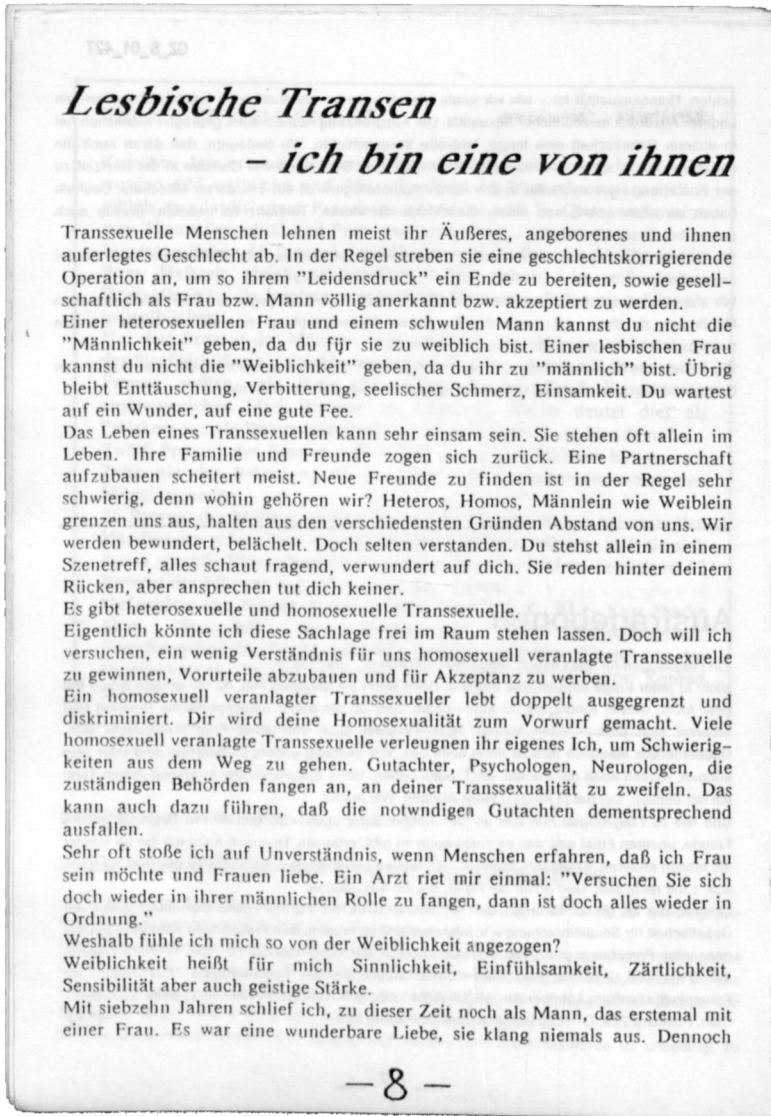 GZ_S_01_427
Lesbische Transen
- ich bin eine von ihnen
Transsexuelle Menschen lehnen meist ihr Äußeres, angeborenes und ihnen
auferlegtes Geschlecht ab. In der Regel streben sie eine geschlechtskorrigierende
Operation an, um so ihrem "Leidensdruck" ein Ende zu bereiten, sowie gesell-
schaftlich als Frau bzw. Mann völlig anerkannt bzw. akzeptiert zu werden.
Einer heterosexuellen Frau und einem schwulen Mann kannst du nicht die
"Männlichkeit" geben, da du für sie zu weiblich bist. Einer lesbischen Frau
kannst du nicht die "Weiblichkeit" geben, da du ihr zu "männlich" bist. Übrig
bleibt Enttäuschung, Verbitterung, seelischer Schmerz, Einsamkeit. Du wartest
auf ein Wunder, auf eine gute Fee.
Das Leben eines Transsexuellen kann sehr einsam sein. Sie stehen oft allein im
Leben. Ihre Familie und Freunde zogen sich zurück. Eine Partnerschaft
aufzubauen scheitert meist. Neue Freunde zu finden ist in der Regel sehr
schwierig, denn wohin gehören wir? Heteros, Homos, Männlein wie Weiblein
grenzen uns aus, halten aus den verschiedensten Gründen Abstand von uns. Wir
werden bewundert, belächelt. Doch selten verstanden. Du stehst allein in einem
Szenetreff, alles schaut fragend, verwundert auf dich. Sie reden hinter deinem
Rücken, aber ansprechen tut dich keiner.
Es gibt heterosexuelle und homosexuelle Transsexuelle.
Eigentlich könnte ich diese Sachlage frei im Raum stehen lassen. Doch will ich
versuchen, ein wenig Verständnis für uns homosexuell veranlagte Transsexuelle
zu gewinnen, Vorurteile abzubauen und für Akzeptanz zu werben.
Ein homosexuell veranlagter Transsexueller lebt doppelt ausgegrenzt und
diskriminiert. Dir wird deine Homosexualität zum Vorwurf gemacht. Viele
homosexuell veranlagte Transsexuelle verleugnen ihr eigenes Ich, um Schwierig-
keiten aus dem Weg zu gehen. Gutachter, Psychologen, Neurologen, die
zuständigen Behörden fangen an, an deiner Transsexualität zu zweifeln. Das
kann auch dazu führen, daß die notwndigen Gutachten dementsprechend
ausfallen.
Sehr oft stoße ich auf Unverständnis, wenn Menschen erfahren, daß ich Frau
sein möchte und Frauen liebe. Ein Arzt riet mir einmal: "Versuchen Sie sich
doch wieder in ihrer männlichen Rolle zu fangen, dann ist doch alles wieder in
Ordnung."
Weshalb fühle ich mich so von der Weiblichkeit angezogen?
Weiblichkeit heißt für mich Sinnlichkeit, Einfühlsamkeit, Zärtlichkeit,
Sensibilität aber auch geistige Stärke.
Mit siebzehn Jahren schlief ich, zu dieser Zeit noch als Mann, das erstemal mit
einer Frau. Es war eine wunderbare Liebe, sie klang niemals aus. Dennoch
- 8 -